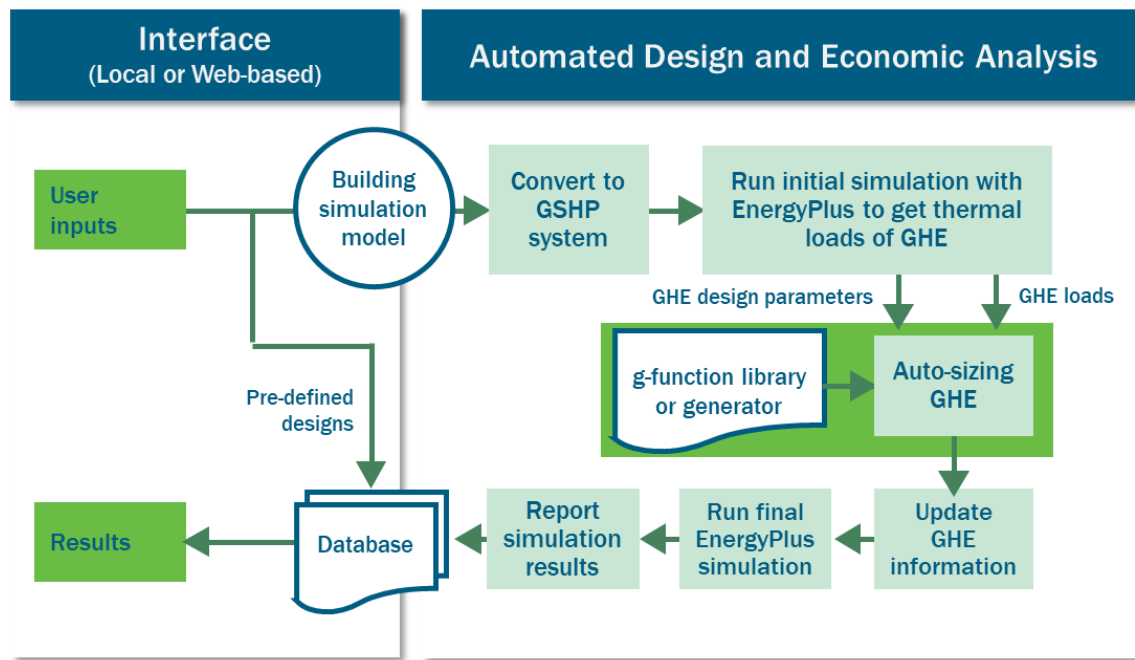 Interface
(Local or Web-based)
Automated Design and Economic Analysis
User
inputs
Building
simulation
model
Convert to
GSHP
system
Run initial simulation with
EnergyPlus to get thermal
loads of GHE
GHE design parameters
GHE loads
g-function library
or generator
Auto-sizing
GHE
Pre-defined
designs
Results
Database
Report
simulation
results
Run final
EnergyPlus
simulation
Update
GHE
information